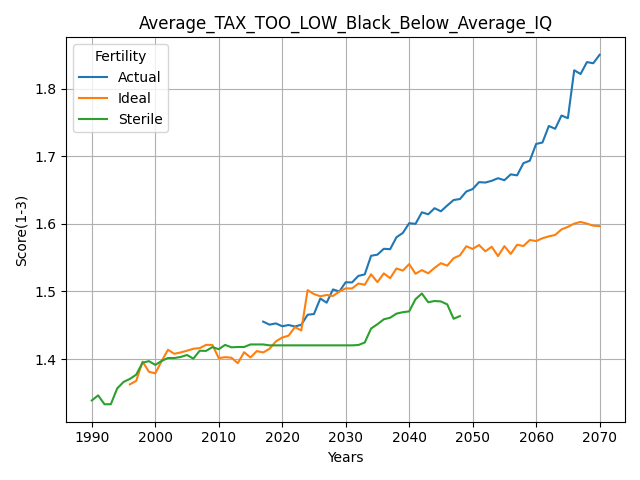 Average_TAX_TOO_LOW_Black_Below_Average_IQ
Fertility
Actual
Ideal
Sterile
Score(1-3)
1.8
1.7
1.6
1.5
1.4
1990 2000 2010 2020 2030 2040 2050 2060 2070
Years